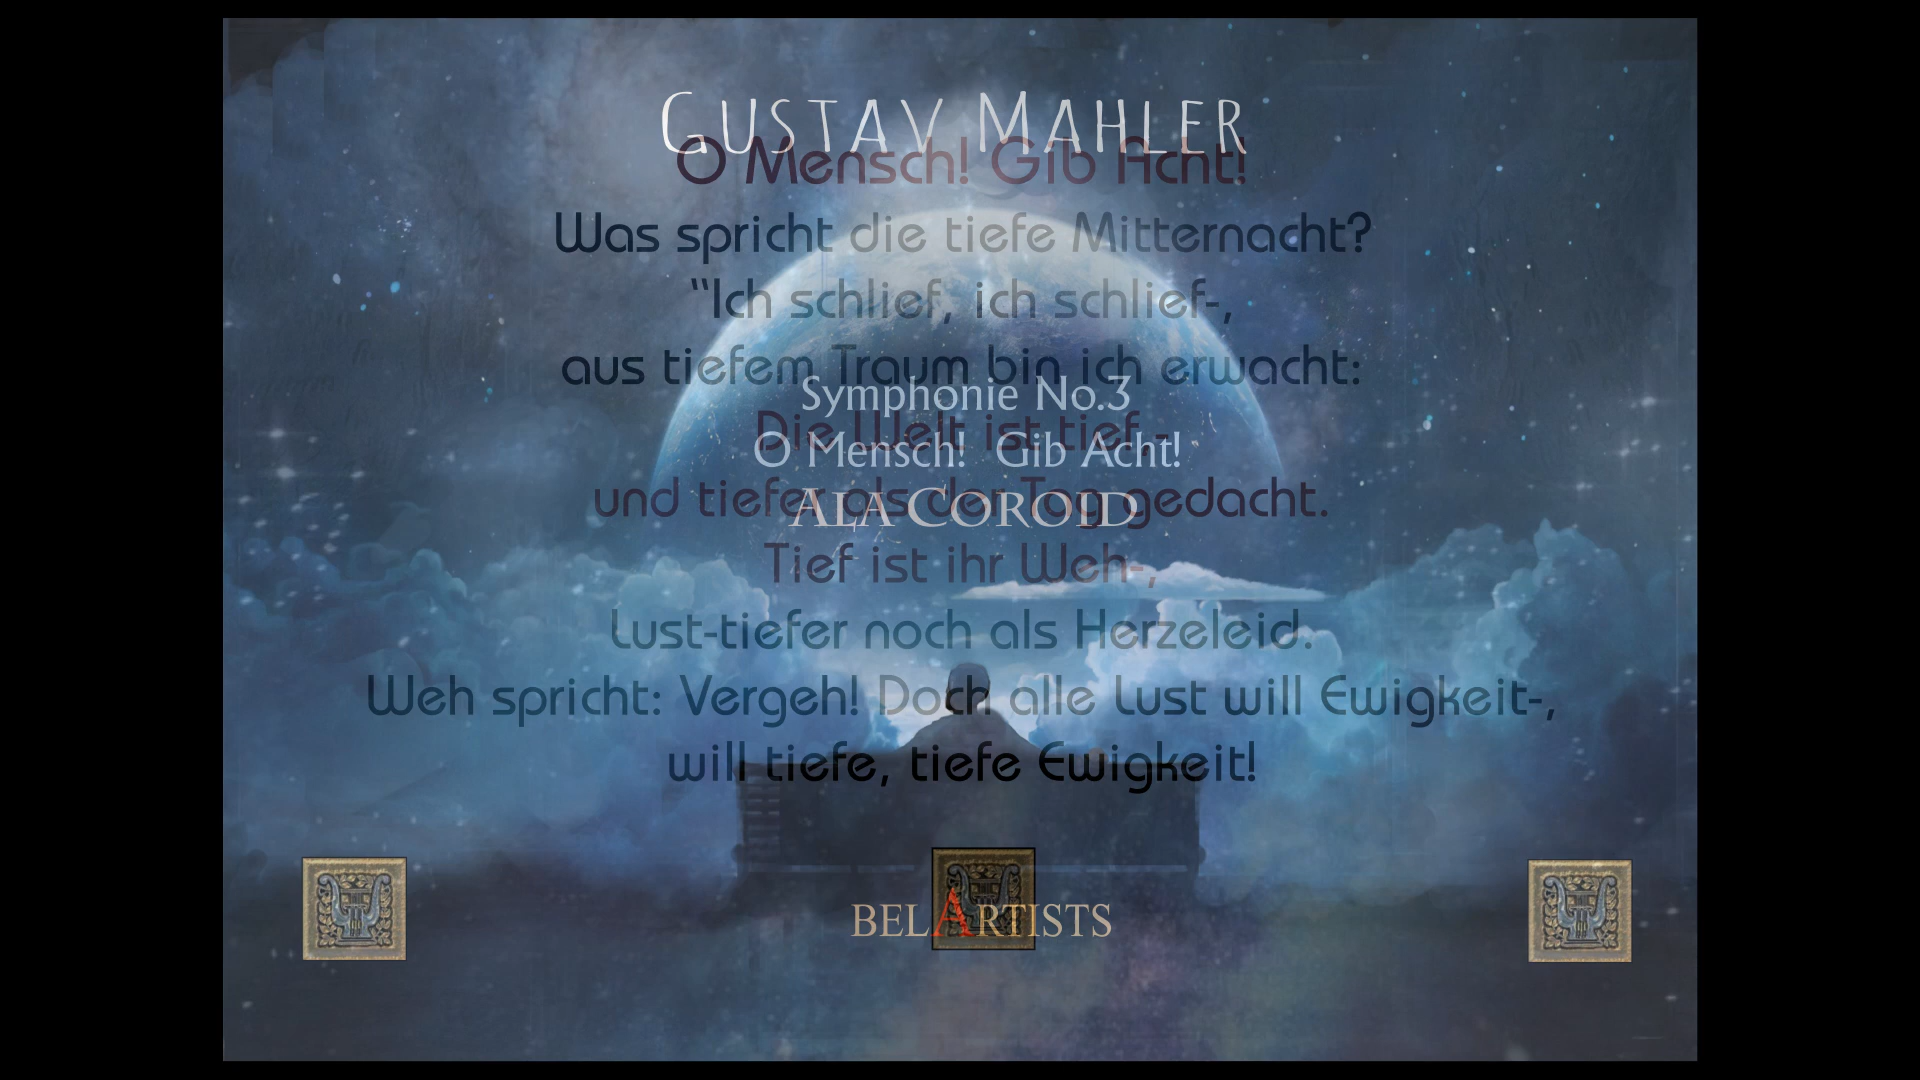 GUSTAV MAHLER
O Mensch! Gib Acht!
Was spricht die tiefe Mitternacht?
“Ich schlief, ich schlief-,
aus tiefem Traum bin ich erwacht:
Symphonie No.3
Die Welt ist tief,-
O Mensch! Gib Acht!
und tiefer als der Tag gedacht.
ALA COROID
Tief ist ihr Weh-,
Lust-tiefer noch als Herzeleid.
Weh spricht: Vergeh! Doch alle Lust will Ewigkeit-,
will tiefe, tiefe Ewigkeit!
BELARTISTS